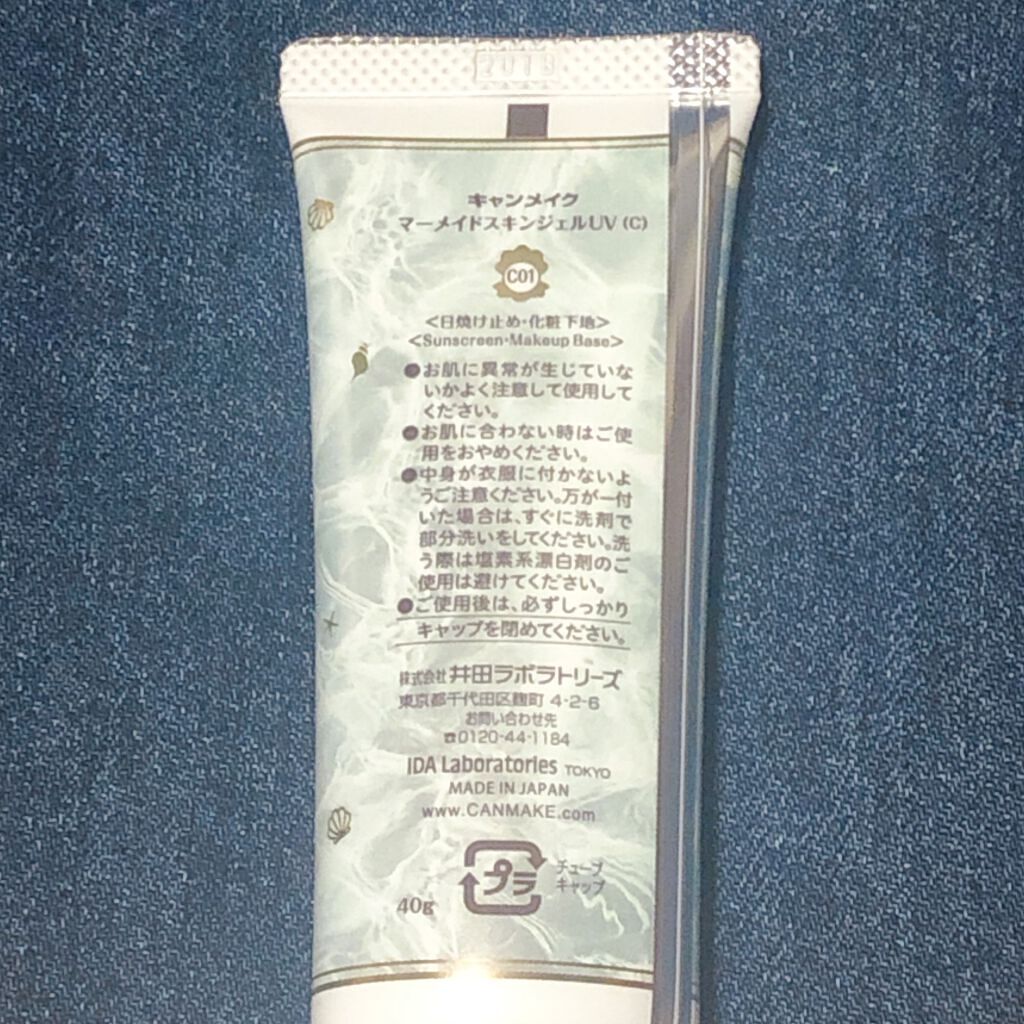 キャンメイク
マーメイドスキンジェルUV (C)
C01
<日焼け止め・化粧下地>
<Sunscreen・Makeup Base>
●お肌に異常が生じていな
いかよく注意して使用して
ください。
●お肌に合わない時はご使
用をおやめください。
●中身が衣服に付かないよ
うご注意ください。万が一付
いた場合は、すぐに洗剤で
部分洗いをしてください。洗
う際は塩素系漂白剤のご
使用は避けてください。
●ご使用後は、必ずしっかり
キャップを閉めてください。
株式会社 井田ラボラトリーズ
東京都千代田区麹町 4-2-6
お問い合わせ先
☎0120-44-1184
IDA Laboratories TOKYO
MADE IN JAPAN
www.CANMAKE.com
プラ
チューブ
キャップ
40g